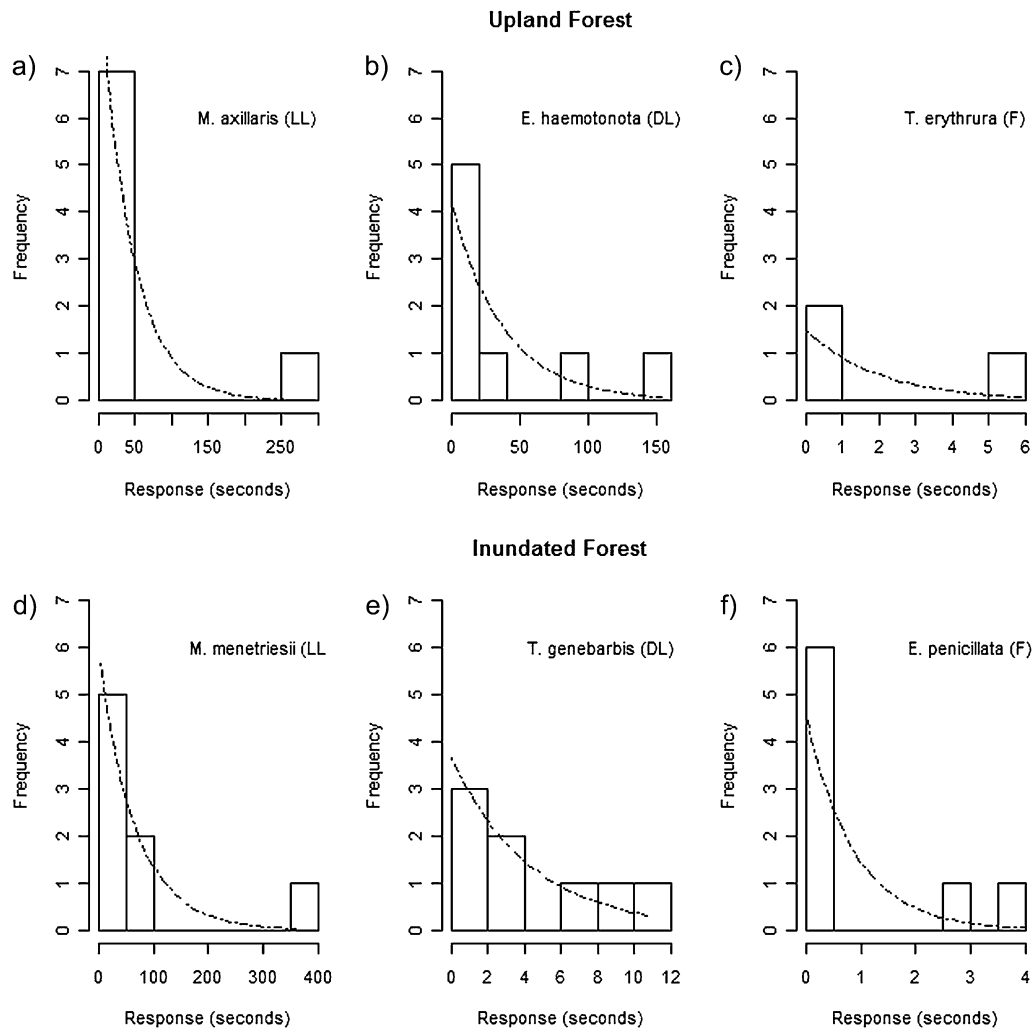 Upland Forest
a)
M. axillaris (LL)
Frequency
0 1 2 3 4 5 6 7
0 50 150 250
Response (seconds)
b)
E. haemotonota (DL)
Frequency
0 1 2 3 4 5 6 7
0 50 100 150
Response (seconds)
c)
T. erythrura (F)
Frequency
0 1 2 3 4 5 6 7
0 1 2 3 4 5 6
Response (seconds)
Inundated Forest
d)
M. menetriesii (LL
Frequency
0 1 2 3 4 5 6 7
0 100 200 300 400
Response (seconds)
e)
T. genebarbis (DL)
Frequency
0 1 2 3 4 5 6 7
0 2 4 6 8 10 12
Response (seconds)
f)
E. penicillata (F)
Frequency
0 1 2 3 4 5 6 7
0 1 2 3 4
Response (seconds)